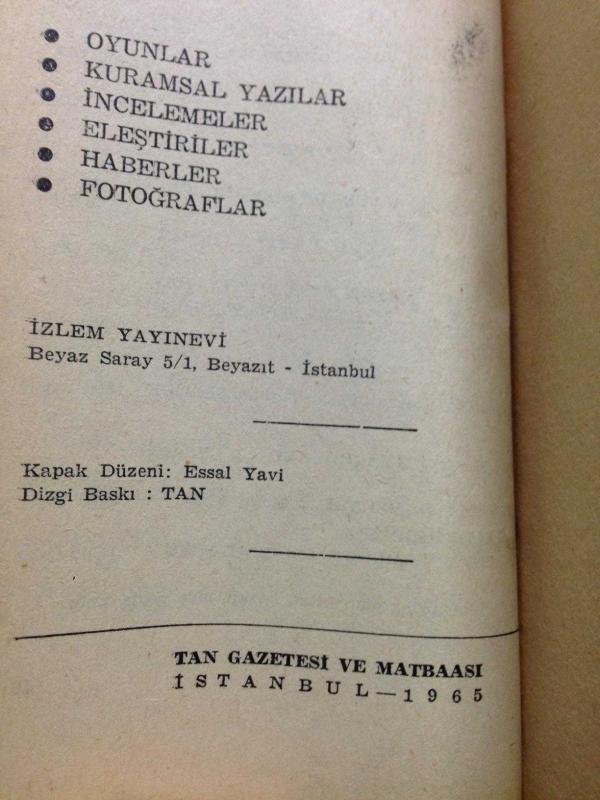 • OYUNLAR
• KURAMSAL YAZILAR
• İNCELEMELER
• ELEŞTİRİLER
• HABERLER
• FOTOĞRAFLAR
İZLEM YAYINEVİ
Beyaz Saray 5/1, Beyazıt - İstanbul
Kapak Düzeni: Essal Yavi
Dizgi Baskı : TAN
TAN GAZETESİ VE MATBAASI
İSTANBUL—1965